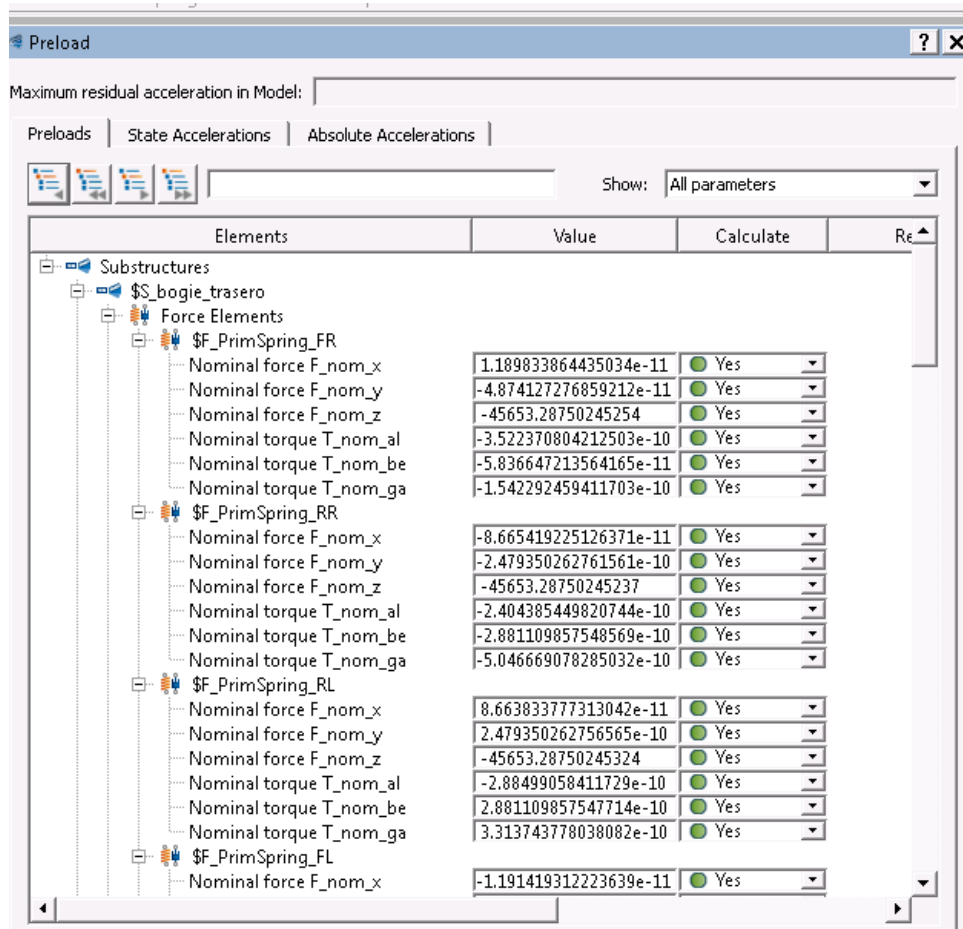 Preload
Maximum residual acceleration in Model:
Preloads State Accelerations Absolute Accelerations
Show: All parameters
Elements Value Calculate Re
Substructures
$S_bogie_trasero
Force Elements
$F_PrimSpring_FR
Nominal force F_nom_x 1.189833864435034e-11 Yes
Nominal force F_nom_y -4.874127276859212e-11 Yes
Nominal force F_nom_z -45653.28750245254 Yes
Nominal torque T_nom_al -3.522370804212503e-10 Yes
Nominal torque T_nom_be -5.836647213564165e-11 Yes
Nominal torque T_nom_ga -1.542292459411703e-10 Yes
$F_PrimSpring_RR
Nominal force F_nom_x -8.665419225126371e-11 Yes
Nominal force F_nom_y -2.479350262761561e-10 Yes
Nominal force F_nom_z -45653.28750245237 Yes
Nominal torque T_nom_al -2.404385449820744e-10 Yes
Nominal torque T_nom_be -2.881109857548569e-10 Yes
Nominal torque T_nom_ga -5.046669078285032e-10 Yes
$F_PrimSpring_RL
Nominal force F_nom_x 8.663833777313042e-11 Yes
Nominal force F_nom_y 2.479350262756565e-10 Yes
Nominal force F_nom_z -45653.28750245324 Yes
Nominal torque T_nom_al -2.88499058411729e-10 Yes
Nominal torque T_nom_be 2.881109857547714e-10 Yes
Nominal torque T_nom_ga 3.313743778038082e-10 Yes
$F_PrimSpring_FL
Nominal force F_nom_x -1.191419312223639e-11 Yes